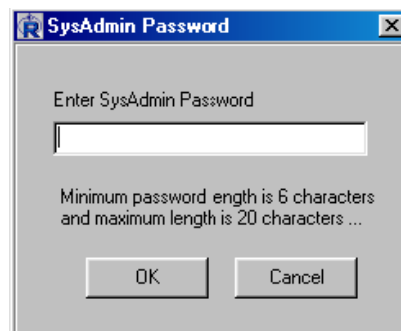 SysAdmin Password
Enter SysAdmin Password
Minimum password ength is 6 characters
and maximum length is 20 characters ...
OK
Cancel